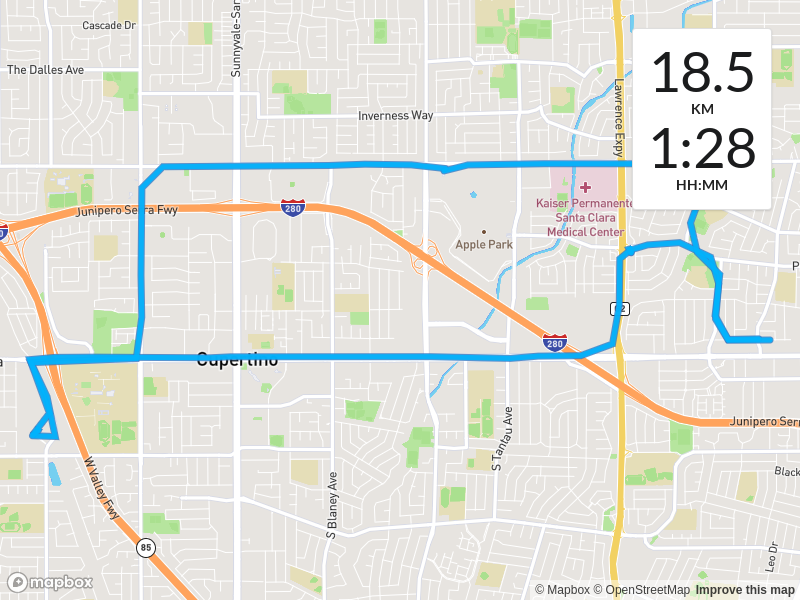 Cascade Dr
Sunnyvale-Sar
The Dalles Ave
Inverness Way
Lawrence Expy
18.5
KM
1:28
HH:MM
Junipero Serra Fwy
280
Kaiser Permanente
Santa Clara
Medical Center
Apple Park
280
Cupertino
S Tantau Ave
Junipero Serr
W Valley Fwy
S Blaney Ave
Black
85
Leo Dr
mapbox
© Mapbox © OpenStreetMap Improve this map